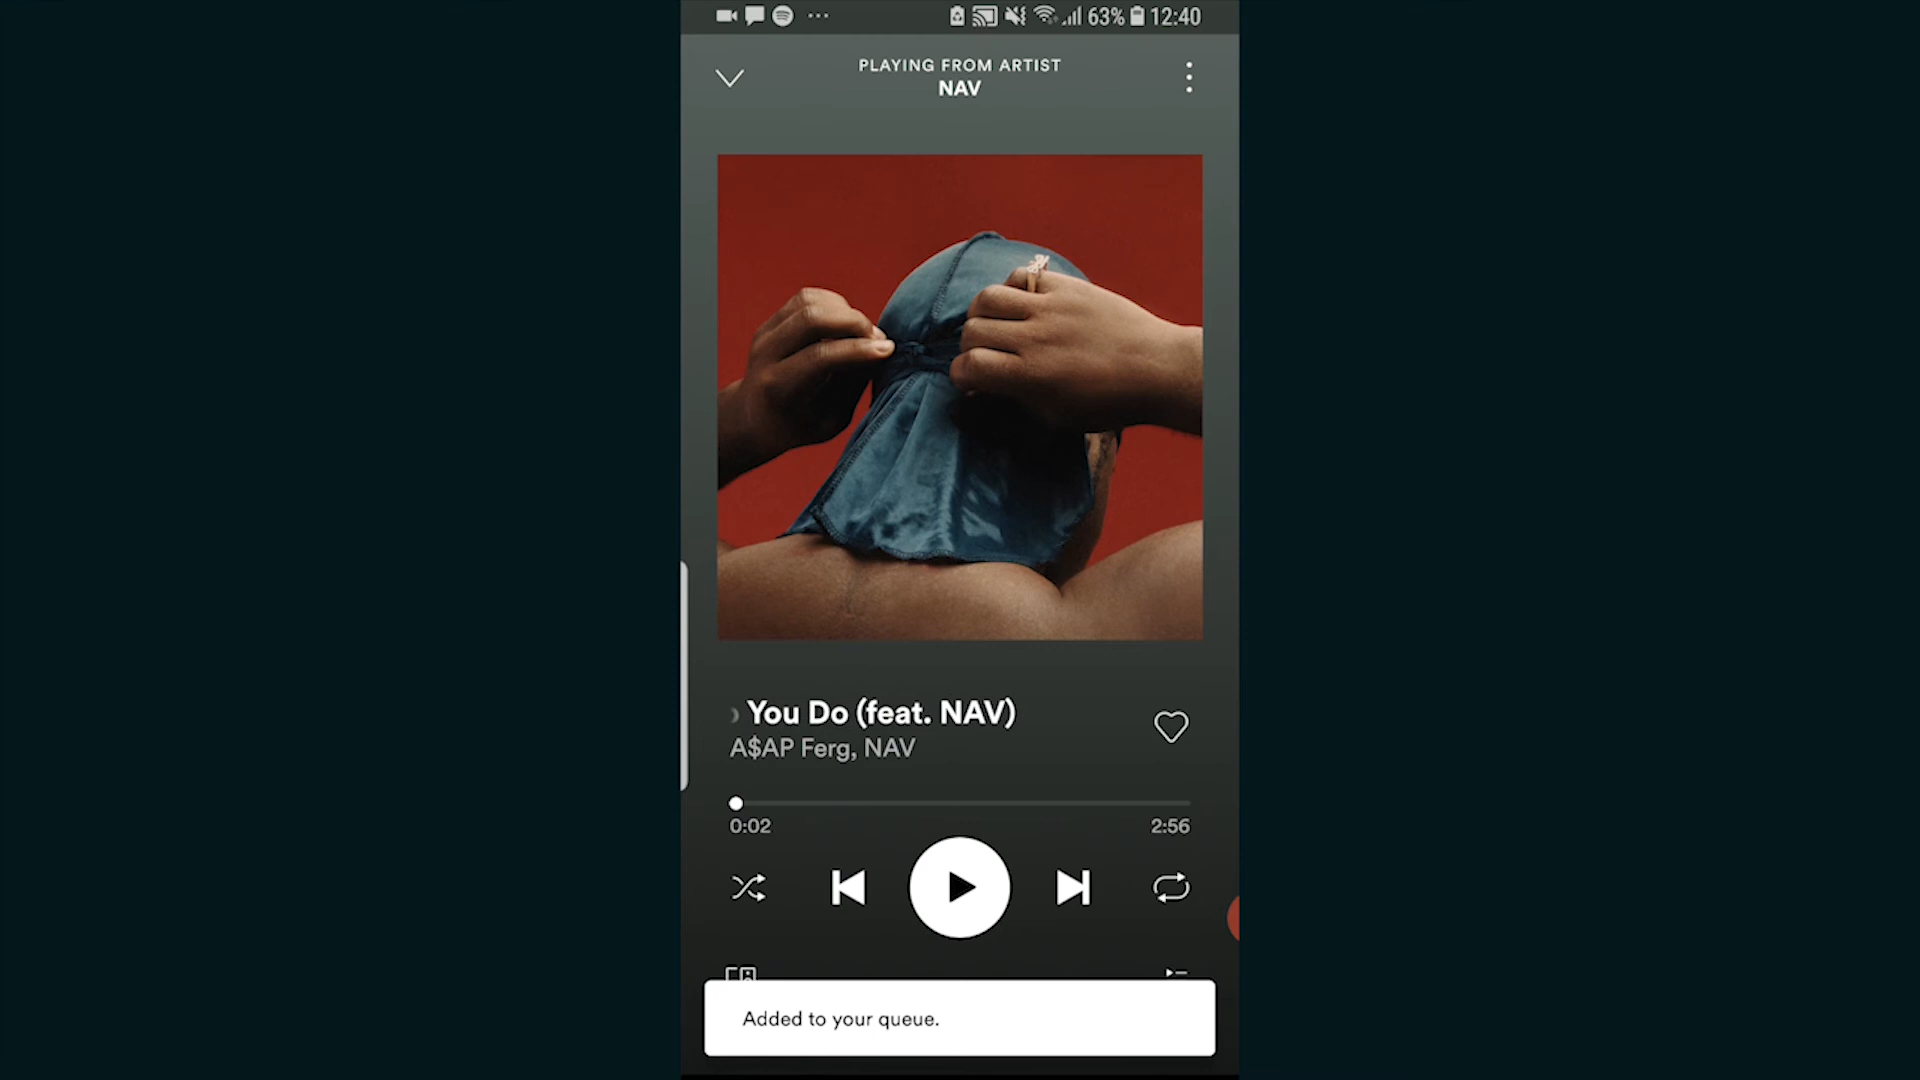 63% 12:40
PLAYING FROM ARTIST
NAV
You Do (feat. NAV)
A$AP Ferg, NAV
0:02
2:56
Added to your queue.